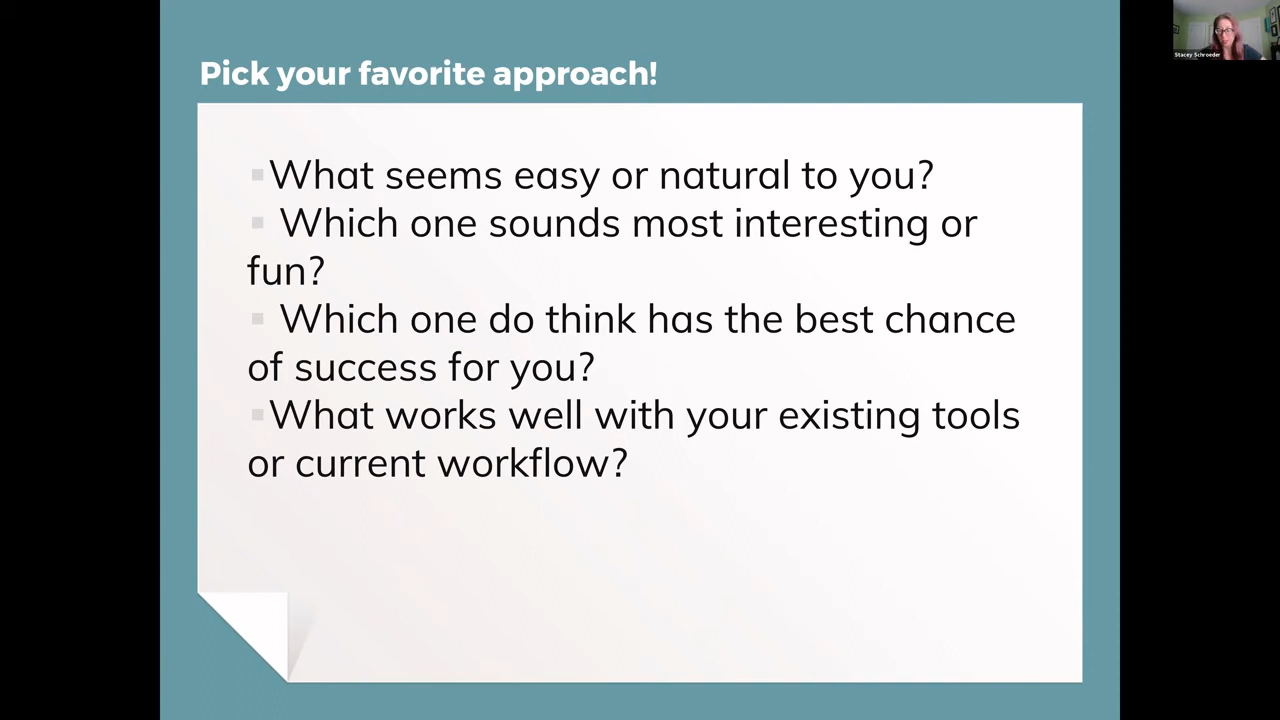 Pick your favorite approach!
Stacey Schroeder
What seems easy or natural to you?
Which one sounds most interesting or
fun?
Which one do think has the best chance
of success for you?
What works well with your existing tools
or current workflow?